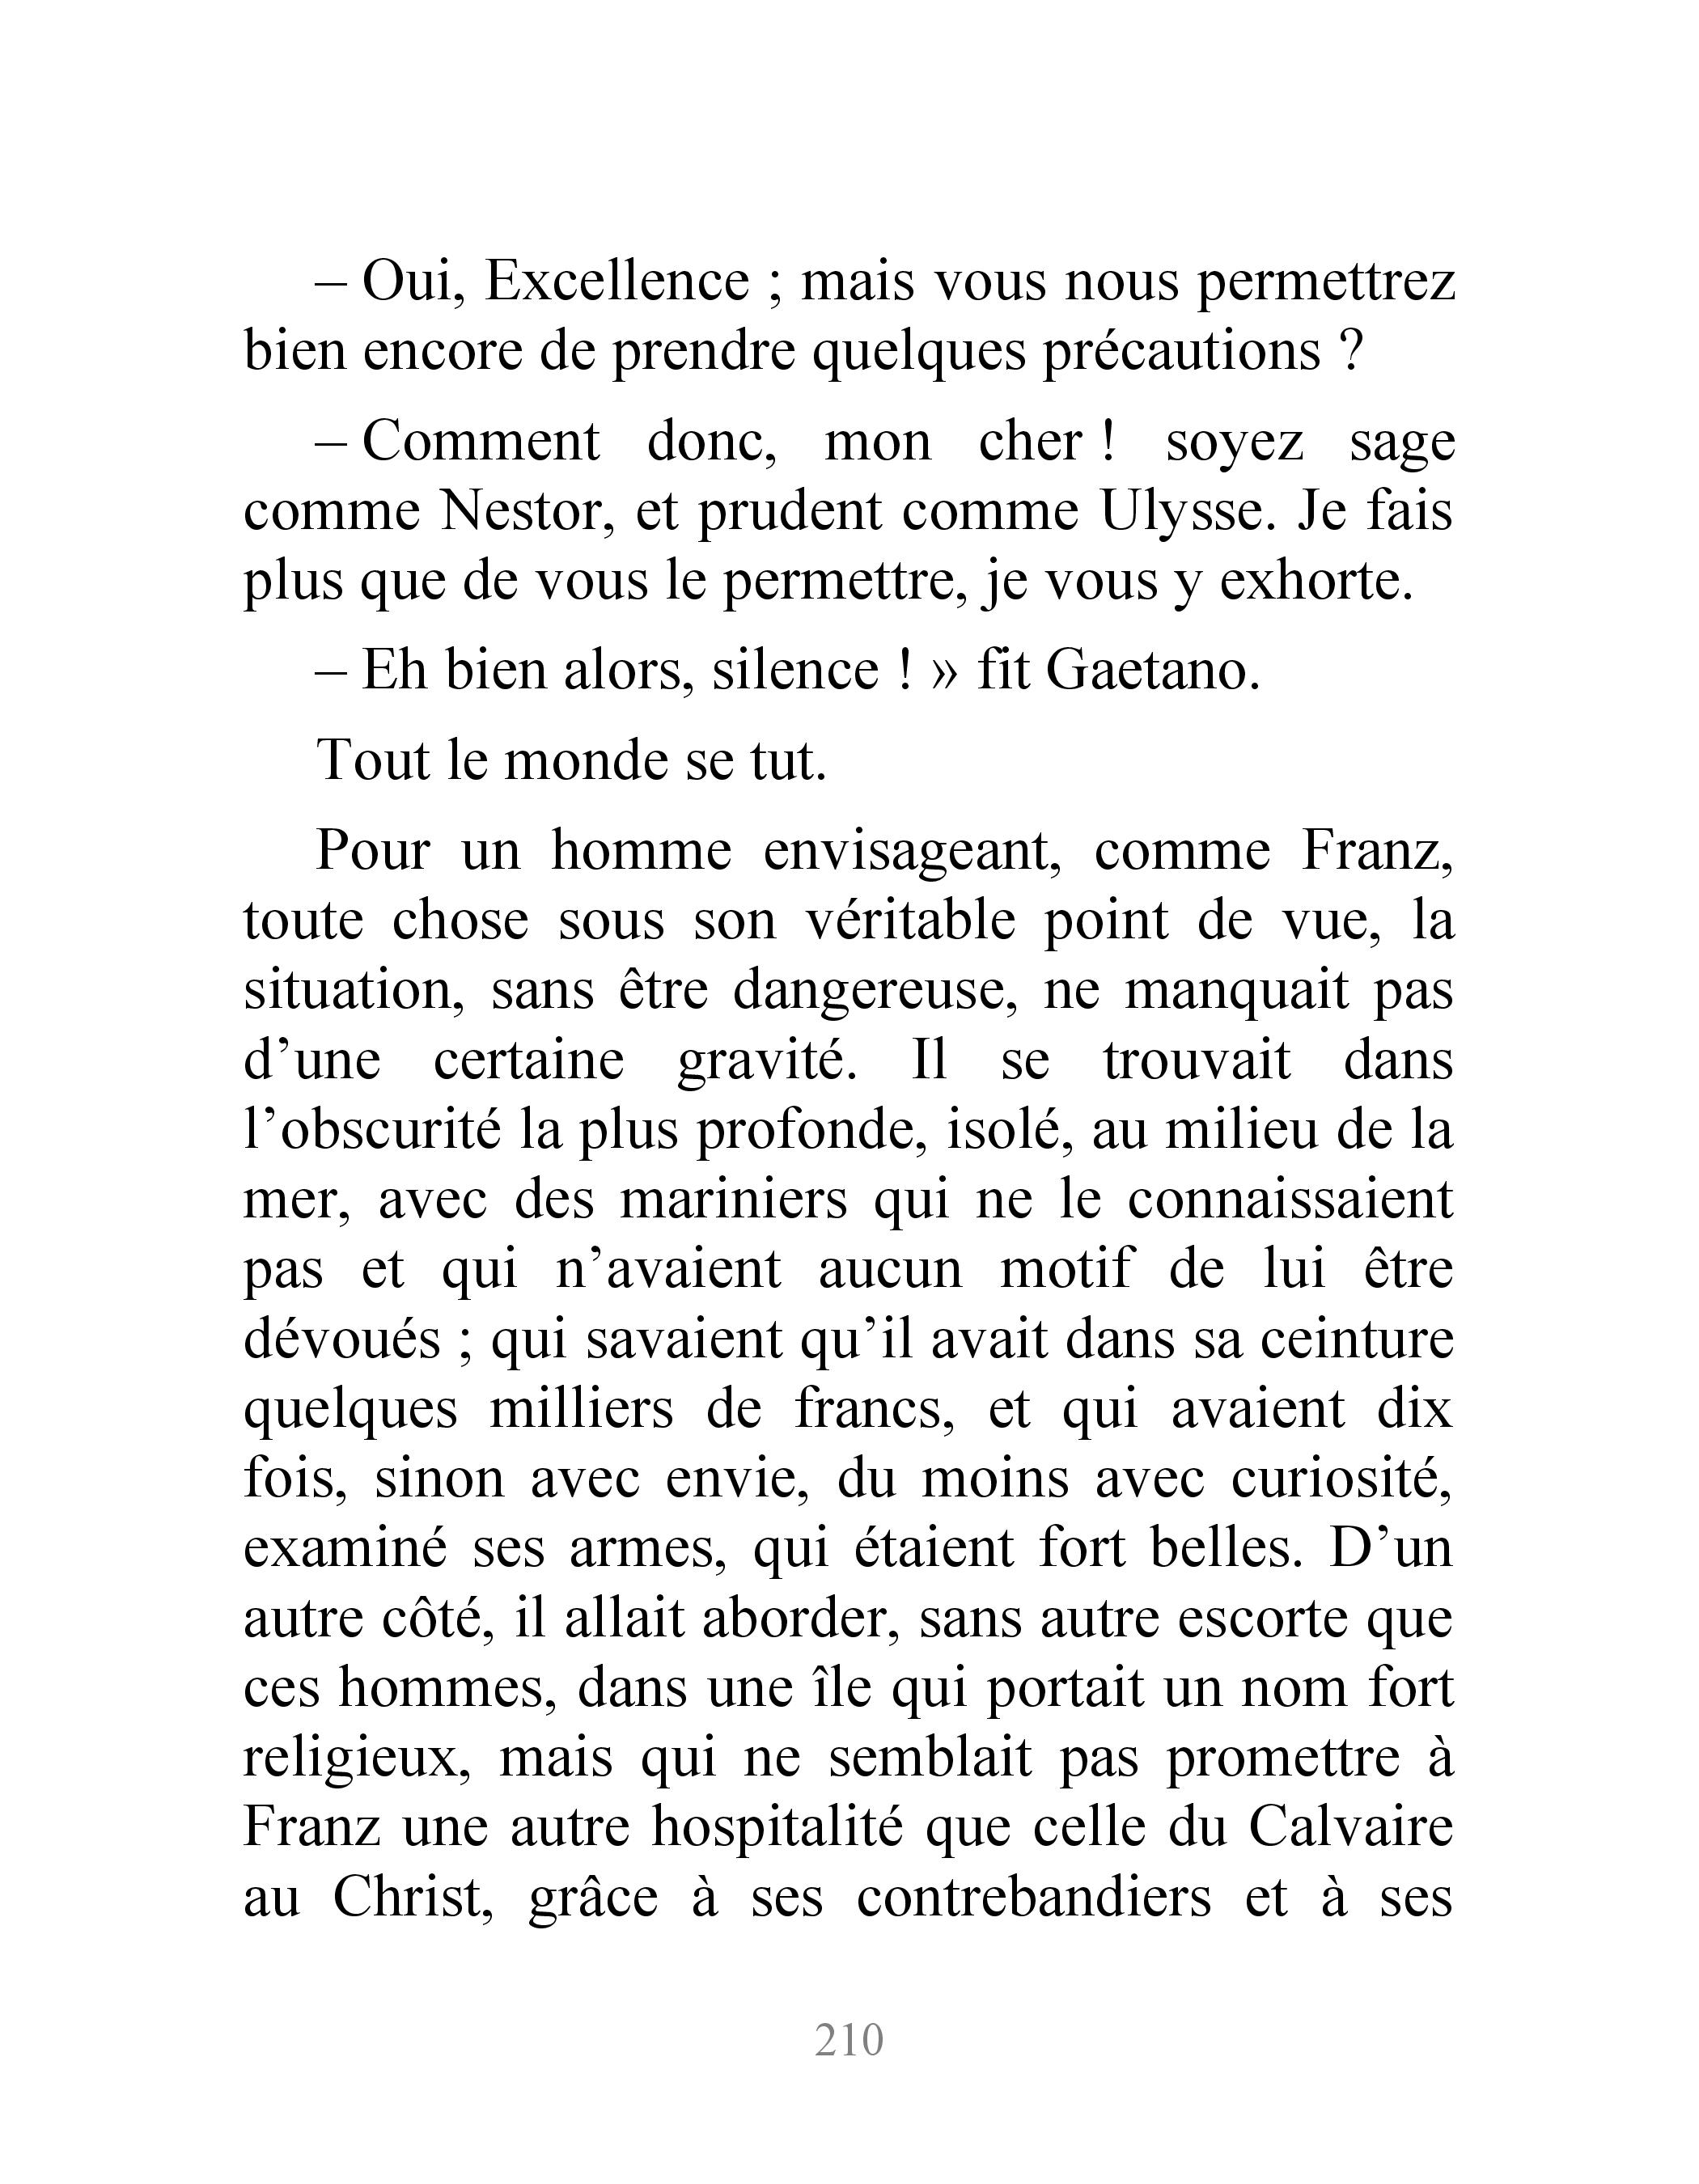 – Oui, Excellence ; mais vous nous permettrez
bien encore de prendre quelques précautions ?
– Comment donc, mon cher ! soyez sage
comme Nestor, et prudent comme Ulysse. Je fais
plus que de vous le permettre, je vous y exhorte.
– Eh bien alors, silence ! » fit Gaetano.
Tout le monde se tut.
Pour un homme envisageant, comme Franz,
toute chose sous son véritable point de vue, la
situation, sans être dangereuse, ne manquait pas
d’une certaine gravité. Il se trouvait dans
l’obscurité la plus profonde, isolé, au milieu de la
mer, avec des mariniers qui ne le connaissaient
pas et qui n’avaient aucun motif de lui être
dévoués ; qui savaient qu’il avait dans sa ceinture
quelques milliers de francs, et qui avaient dix
fois, sinon avec envie, du moins avec curiosité,
examiné ses armes, qui étaient fort belles. D’un
autre côté, il allait aborder, sans autre escorte que
ces hommes, dans une île qui portait un nom fort
religieux, mais qui ne semblait pas promettre à
Franz une autre hospitalité que celle du Calvaire
au Christ, grâce à ses contrebandiers et à ses
210